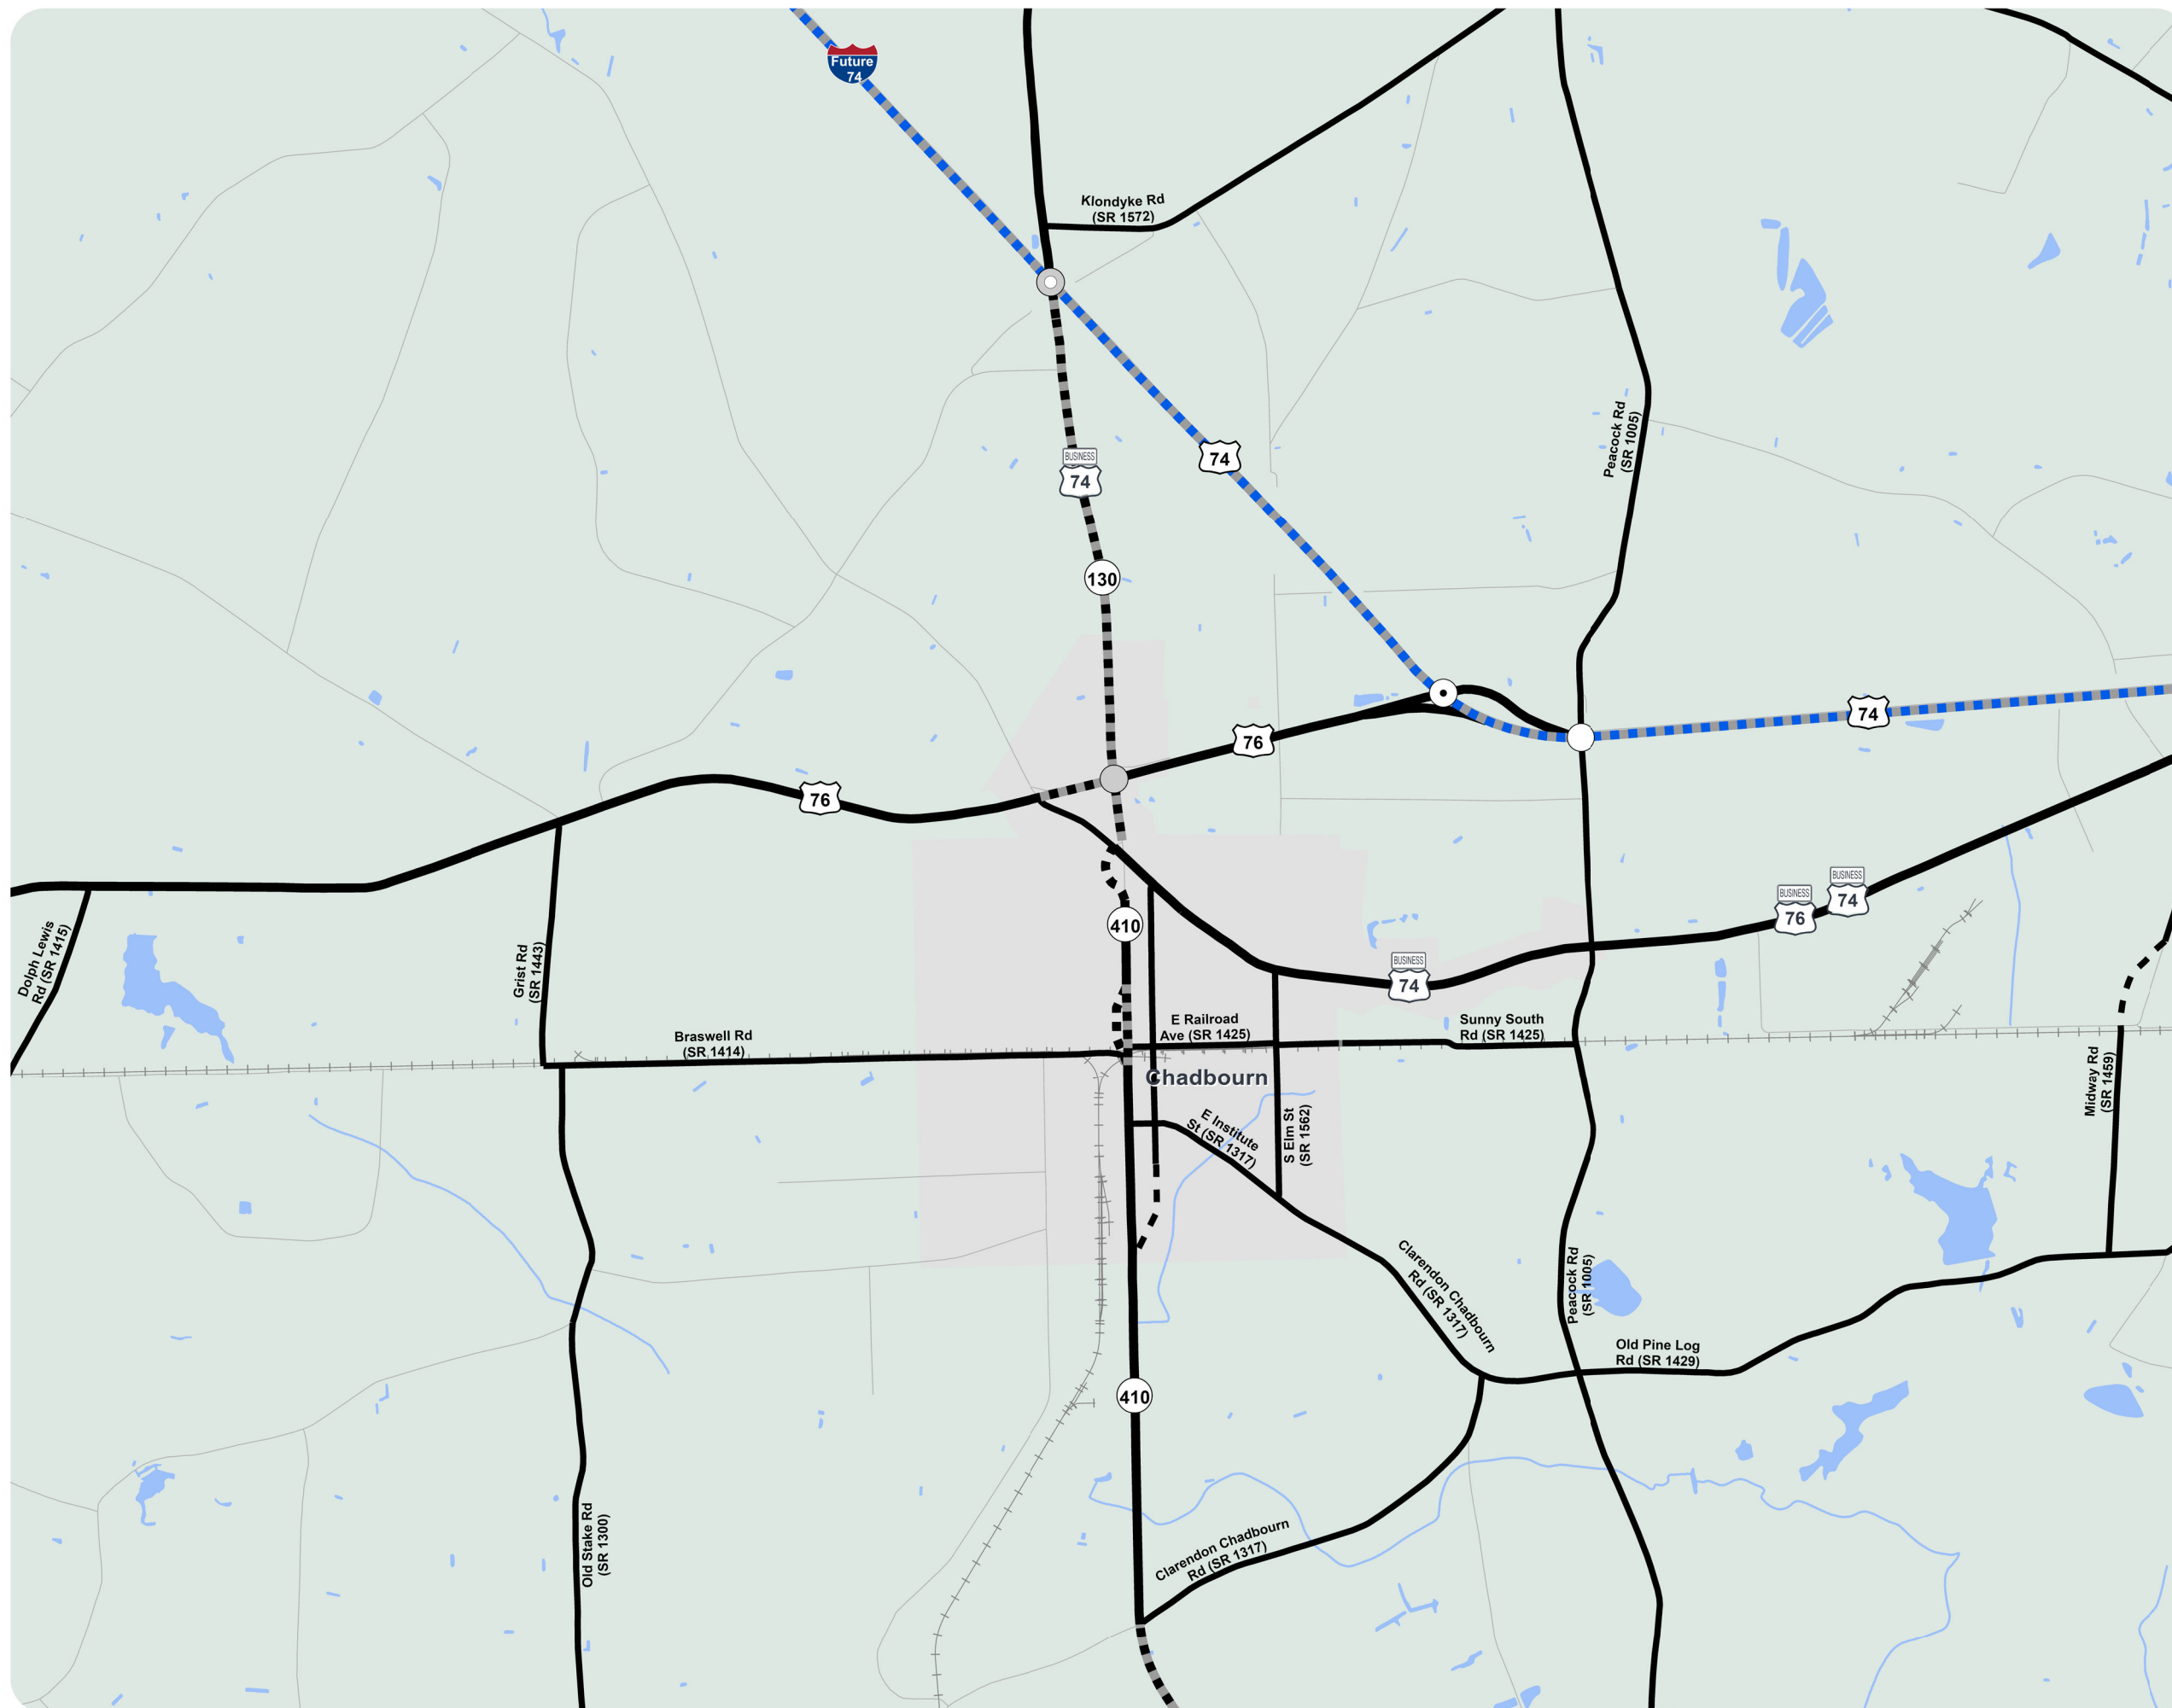 Future
74
Klondyke Rd
(SR 1572)
Peacock Rd
(SR 1005)
BUSINESS
74
74
130
74
76
76
BUSINESS
74
BUSINESS
76
410
BUSINESS
74
Dolph Lewis
Rd (SR 1415)
Grist Rd
(SR 1443)
Braswell Rd
(SR 1414)
E Railroad
Ave (SR 1425)
Sunny South
Rd (SR 1425)
Chadbourn
Midway Rd
(SR 1459)
E Institute
St (SR 1317)
S Elm St
(SR 1562)
Clarendon Chadbourn
Rd (SR 1317)
Peacock Rd
(SR 1005)
Old Pine Log
Rd (SR 1429)
410
Old Stake Rd
(SR 1300)
Clarendon Chadbourn
Rd (SR 1317)